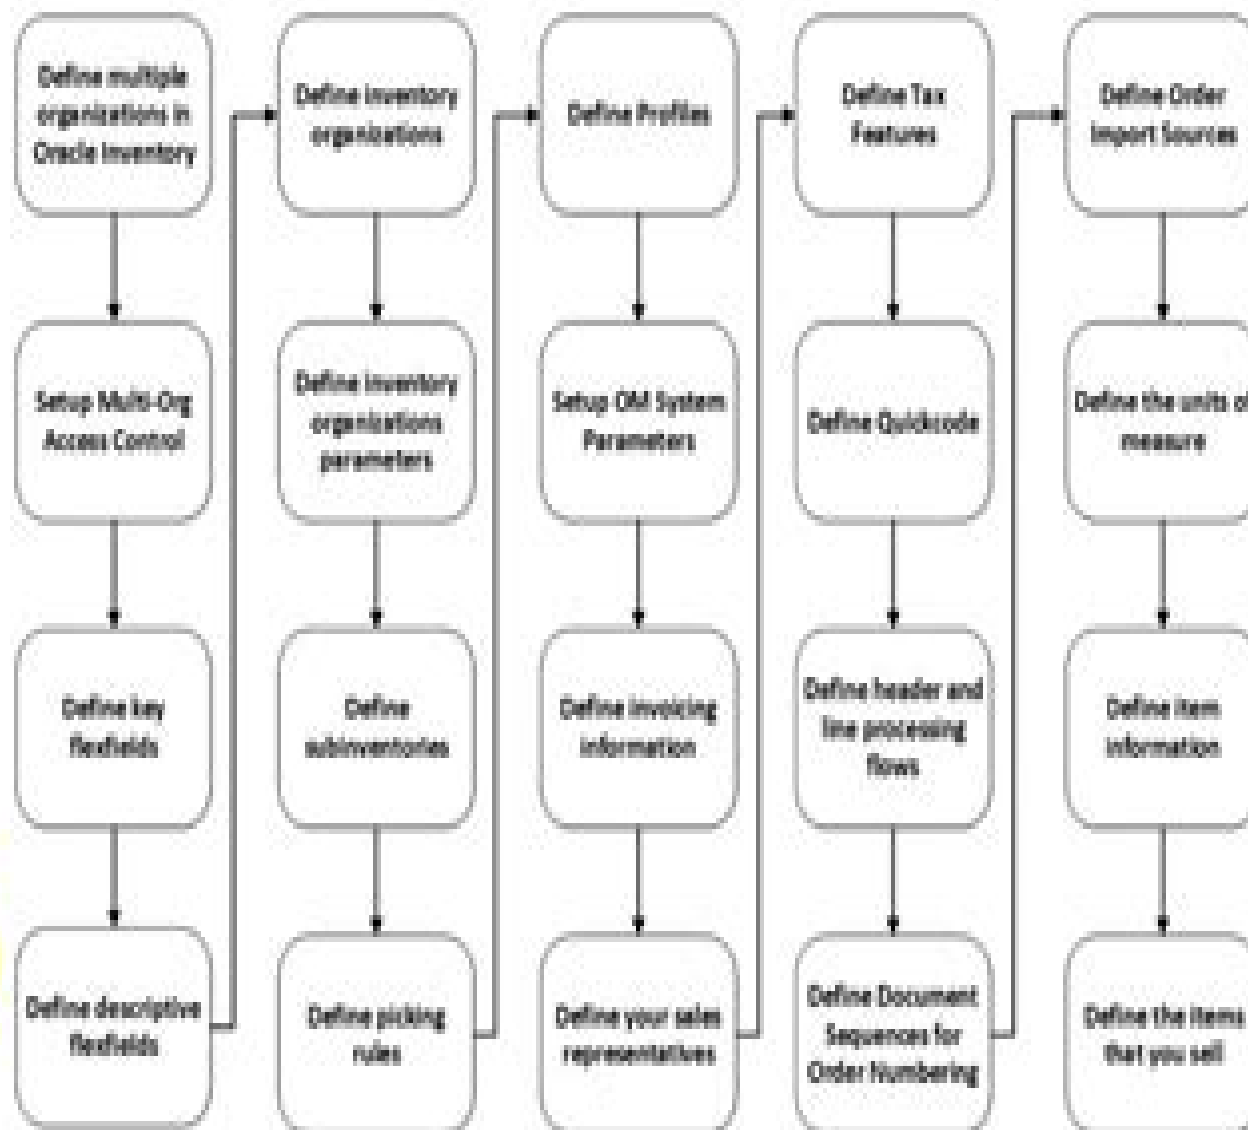 Define multiple
organizations in
Oracle Inventory
Setup Multi-Org
Access Control
Define key
flexfields
Define descriptive
flexfields
Define inventory
organizations
Define inventory
organizations
parameters
Define
subinventories
Define picking
rules
Define Profiles
Setup OM System
Parameters
Define invoicing
information
Define your sales
representatives
Define Tax
Features
Define Quickcode
Define header and
line processing
flows
Define Document
Sequences for
Order Numbering
Define Order
Import Sources
Define the units of
measure
Define item
information
Define the items
that you sell